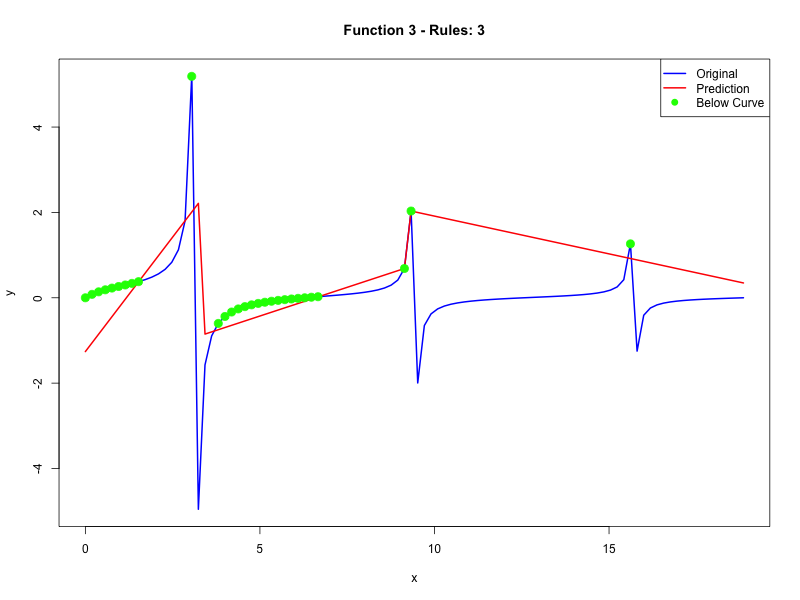 Function 3 - Rules: 3
Original
Prediction
Below Curve
y
4
2
0
-2
-4
0 5 10 15
x